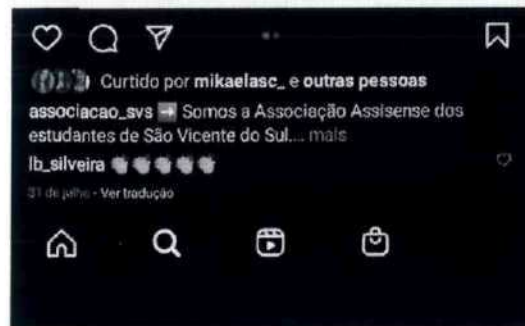 Curtido por mikaelasc_ e outras pessoas
associacao_svs ➡ Somos a Associação Assisense dos
estudantes de São Vicente do Sul.... mais
lb_silveira 👏👏👏👏👏
31 de julho • Ver tradução